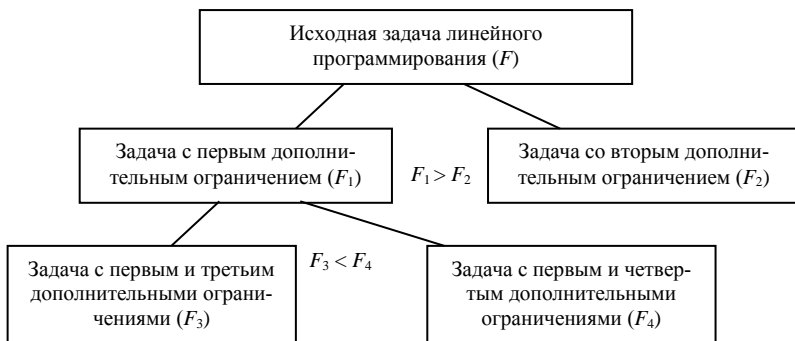 Исходная задача линейного
программирования (F)
Задача с первым дополни-
тельным ограничением (F₁)
F₁ > F₂
Задача со вторым дополни-
тельным ограничением (F₂)
Задача с первым и третьим
дополнительными ограни-
чениями (F₃)
F₃ < F₄
Задача с первым и четвер-
тым дополнительными
ограничениями (F₄)